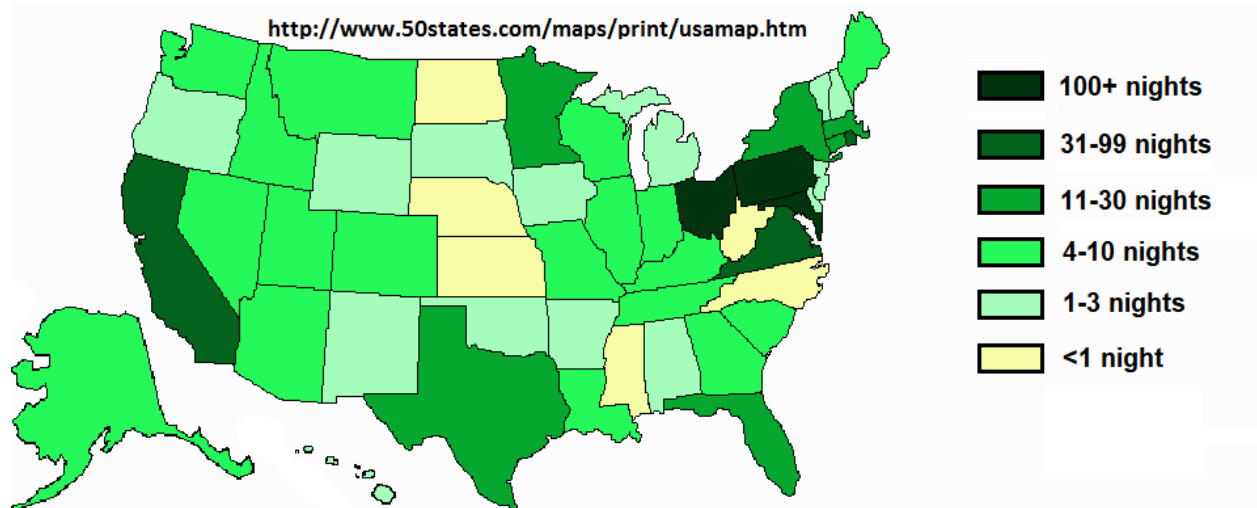 http://www.50states.com/maps/print/usamap.htm
100+ nights
31-99 nights
11-30 nights
4-10 nights
1-3 nights
<1 night